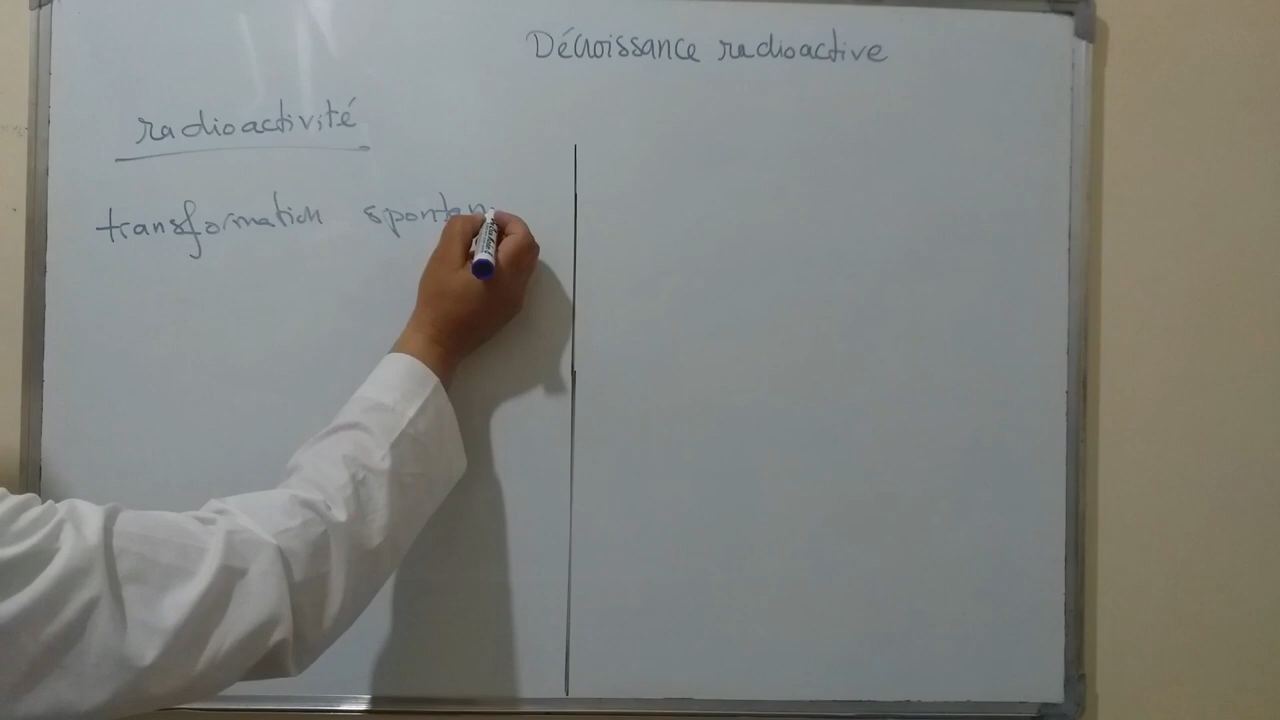 Décroissance radioactive
radioactivité
transformation spontan